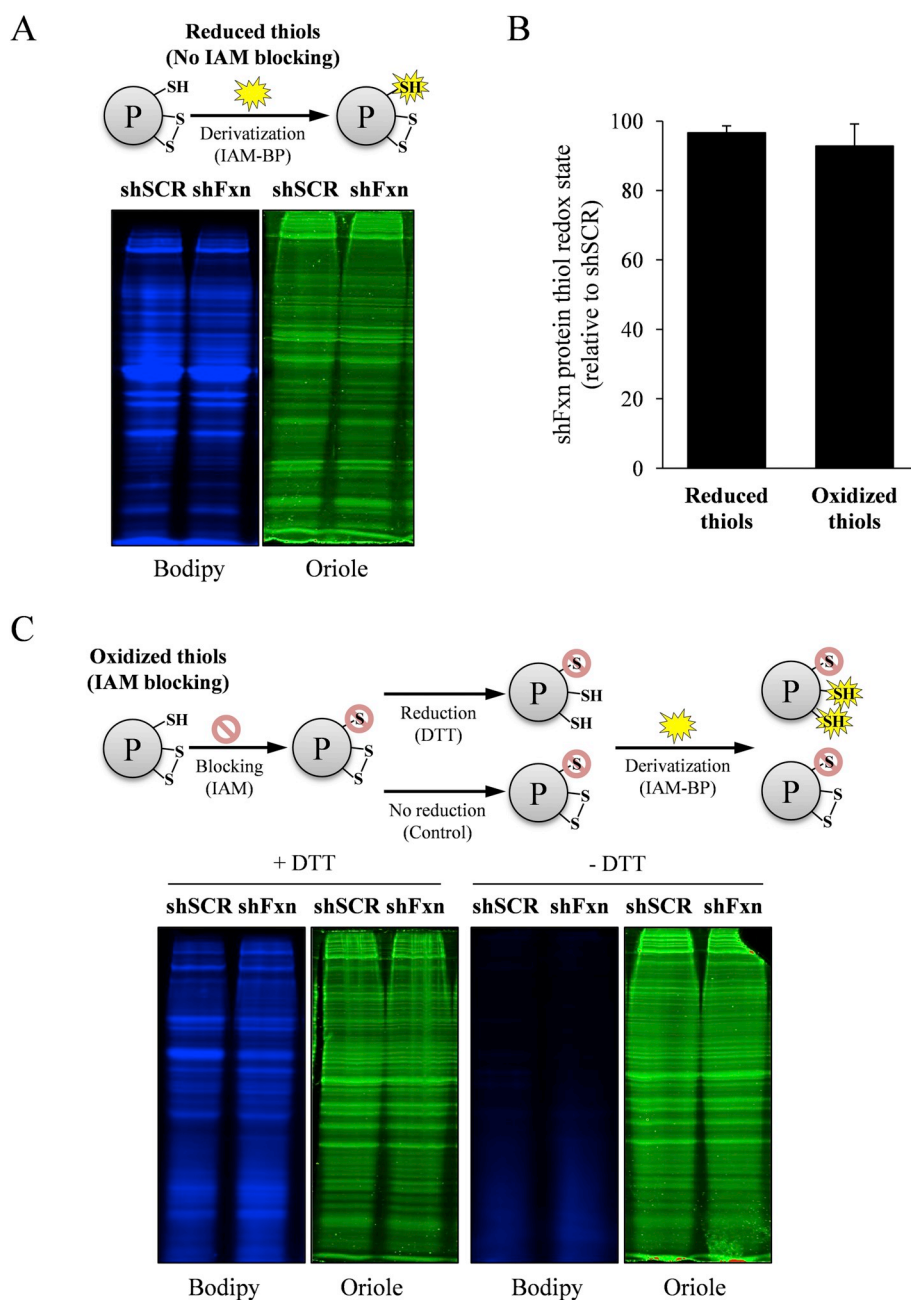 A
Reduced thiols
(No IAM blocking)
SH
P
S
S
Derivatization
(IAM-BP)
SH
P
S
S
shSCR shFxn shSCR shFxn
Bodipy Oriole
B
shFxn protein thiol redox state
(relative to shSCR)
100
80
60
40
20
0
Reduced
thiols
Oxidized
thiols
C
Oxidized thiols
(IAM blocking)
SH
P
S
S
Blocking
(IAM)
S
P
S
S
Reduction
(DTT)
No reduction
(Control)
S
P
SH
SH
S
P
S
S
Derivatization
(IAM-BP)
S
P
SH
SH
S
P
S
S
+ DTT - DTT
shSCR shFxn shSCR shFxn shSCR shFxn shSCR shFxn
Bodipy Oriole Bodipy Oriole